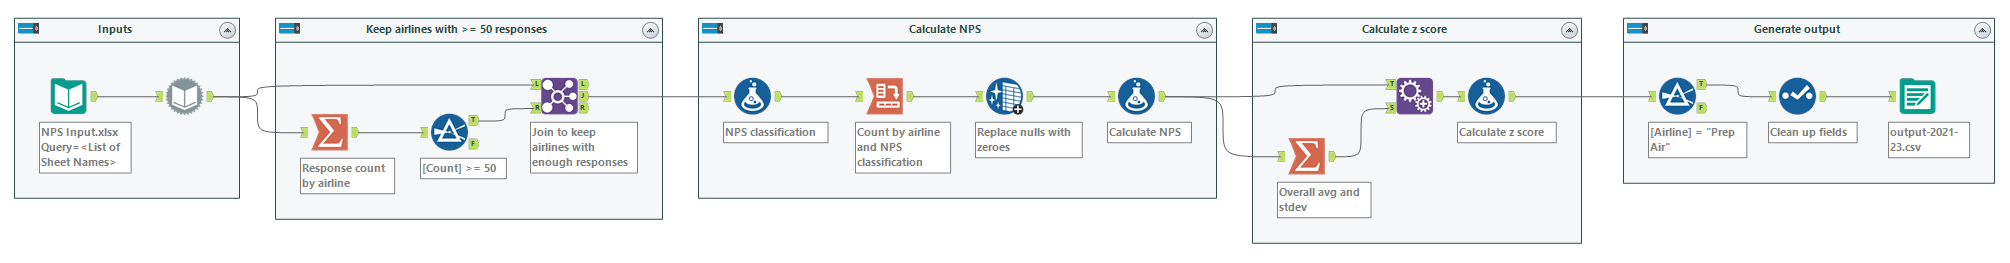 Inputs
NPS Input.xlsx
Query=<List of
Sheet Names>
Keep airlines with >= 50 responses
Response count
by airline
T
F
[Count] >= 50
L
R
L
J
R
Join to keep
airlines with
enough responses
Calculate NPS
NPS classification
Count by airline
and NPS
classification
Replace nulls with
zeroes
Calculate NPS
Calculate z score
Overall avg and
stdev
T
S
Calculate z score
Generate output
T
F
[Airline] = "Prep
Air"
Clean up fields
output-2021-
23.csv